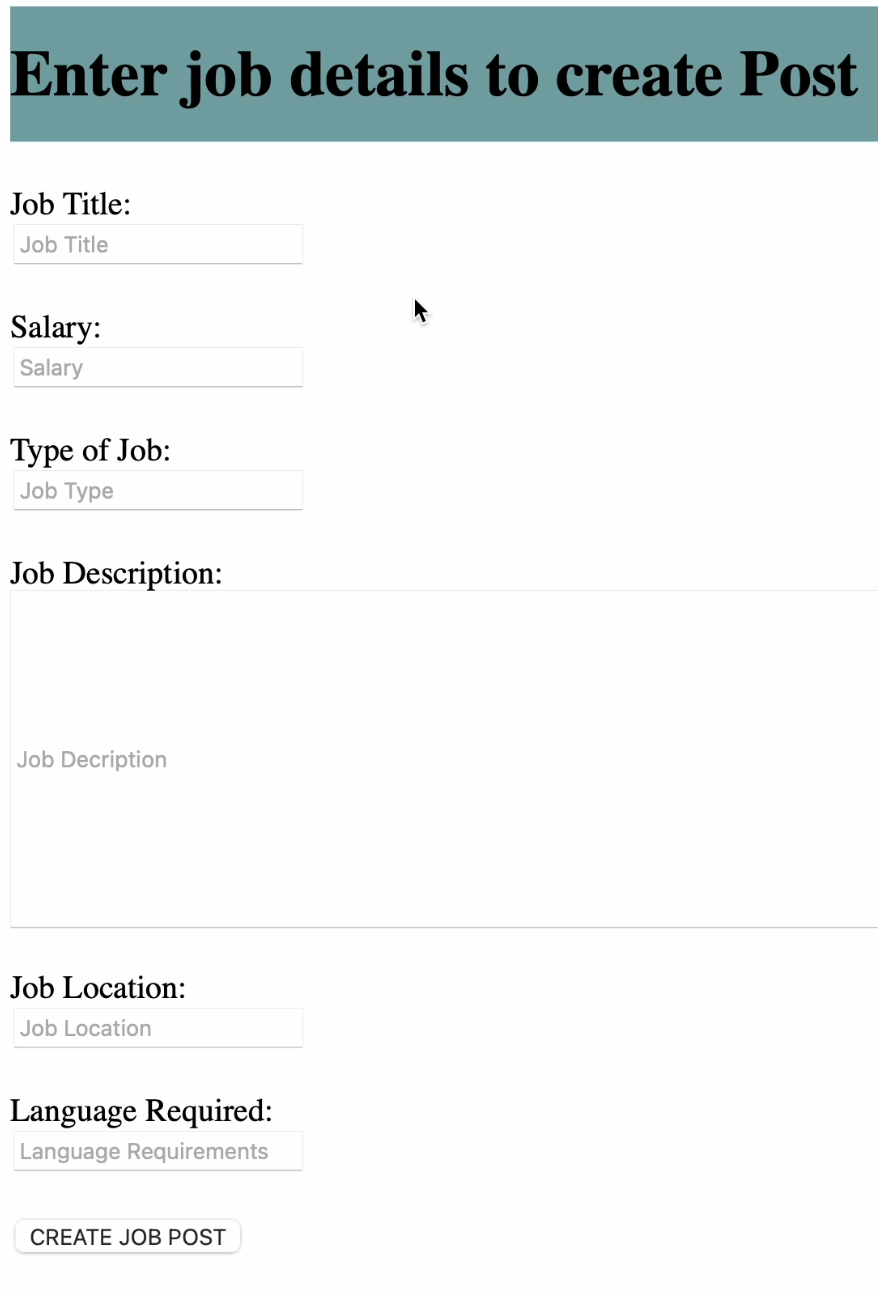 Enter job details to create Post
Job Title:
Job Title
Salary:
Salary
Type of Job:
Job Type
Job Description:
Job Decription
Job Location:
Job Location
Language Required:
Language Requirements
CREATE JOB POST